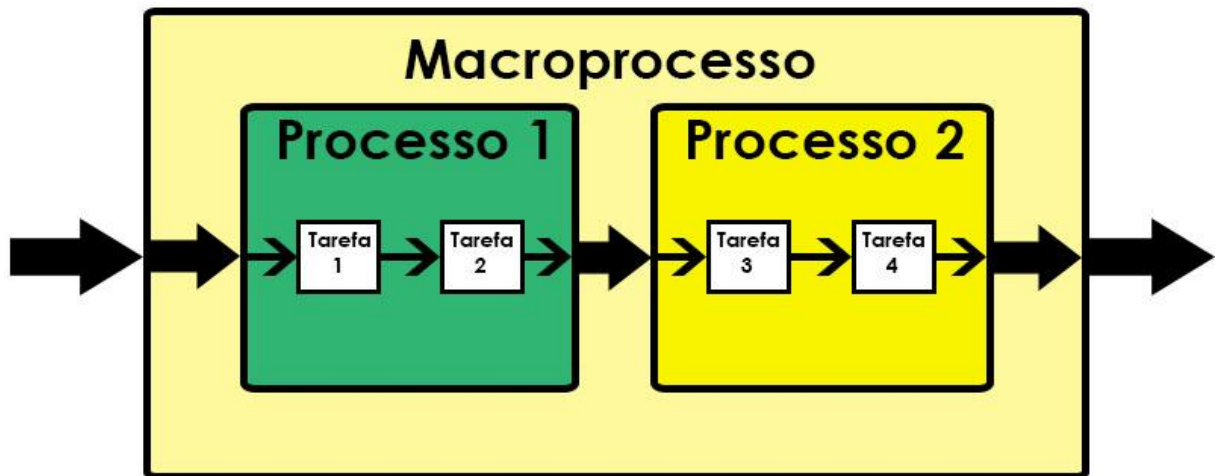 Macroprocesso
Processo 1
Processo 2
Tarefa
1
Tarefa
2
Tarefa
3
Tarefa
4